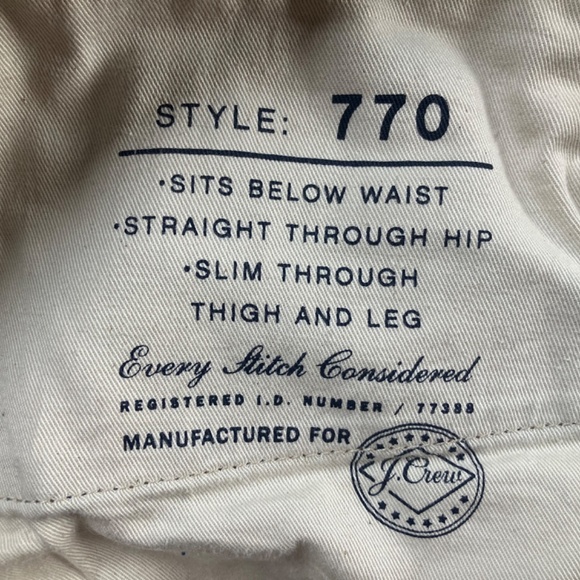 STYLE: 770
•SITS BELOW WAIST
•STRAIGHT THROUGH HIP
•SLIM THROUGH
THIGH AND LEG
Every Stitch Considered
REGISTERED I.D. NUMBER / 77388
MANUFACTURED FOR
J.Crew